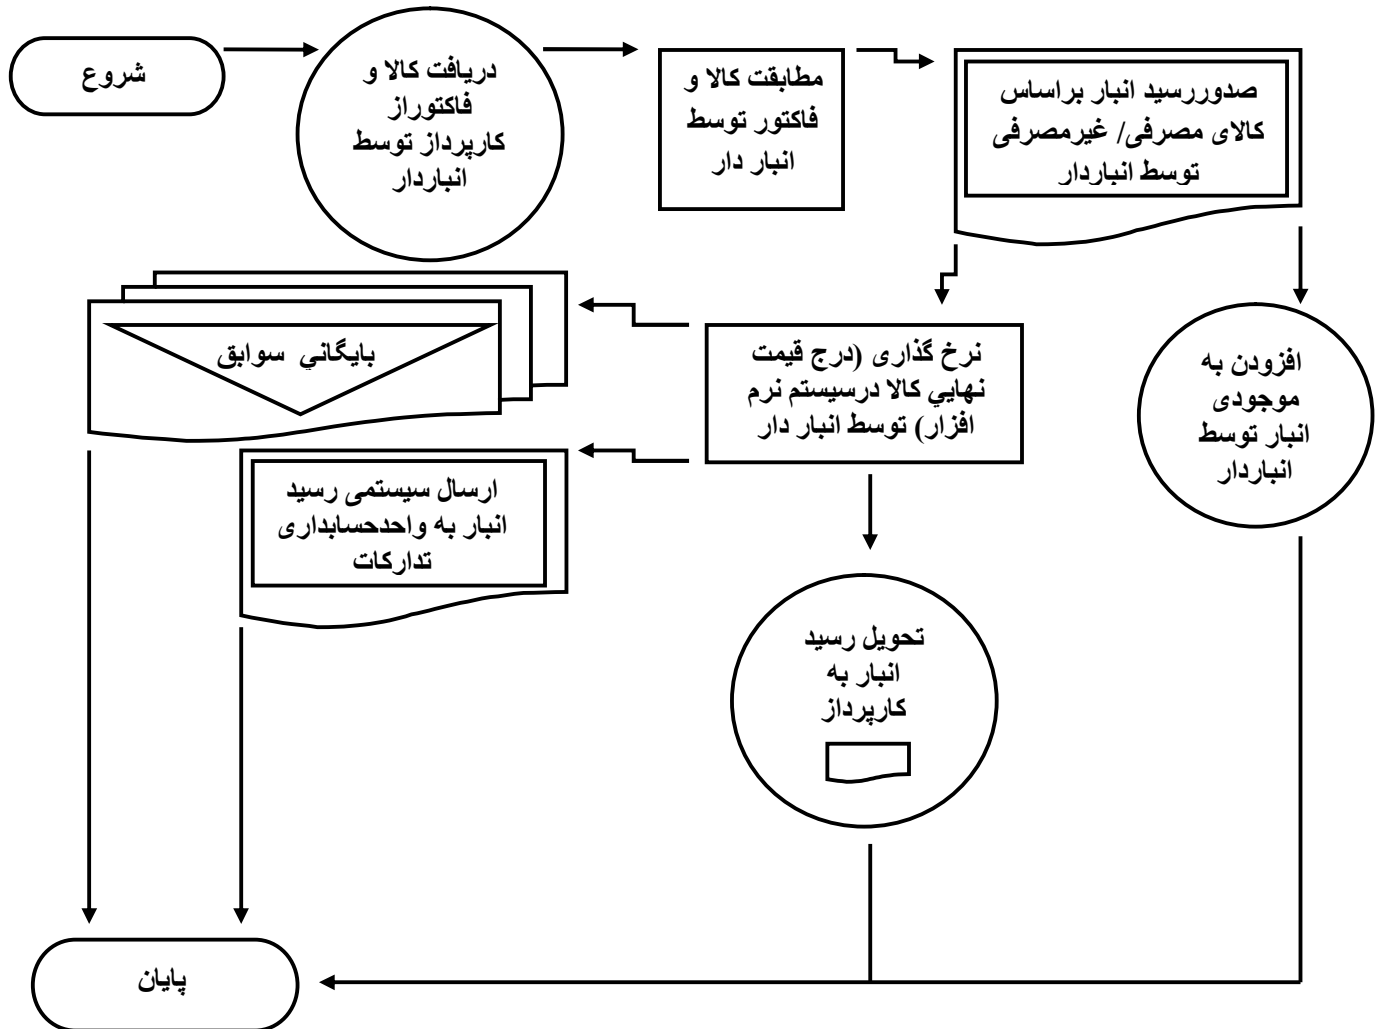 شروع
دریافت کالا و
فاکتوراز
کارپرداز توسط
انباردار
مطابقت کالا و
فاکتور توسط
انبار دار
صدوررسید انبار براساس
کالای مصرفی/ غیرمصرفی
توسط انباردار
بایگاني سوابق
نرخ گذاری (درج قیمت
نهایي کالا درسیستم نرم
افزار) توسط انبار دار
افزودن به
موجودی
انبار توسط
انباردار
ارسال سیستمی رسید
انبار به واحدحسابداری
تدارکات
تحویل رسید
انبار به
کارپرداز
پایان